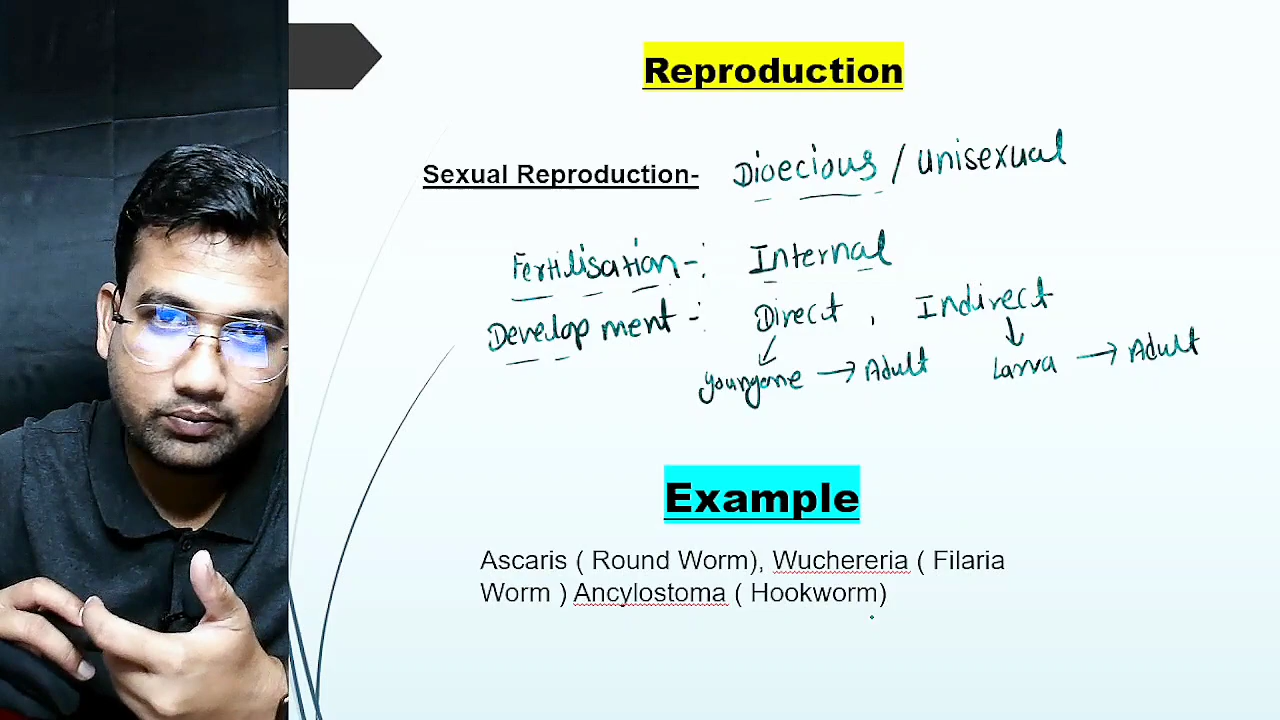 Reproduction
Sexual Reproduction- Dioecious / unisexual
Fertilisation -: Internal
Development -: Direct , Indirect
youngone → Adult Larva → Adult
Example
Ascaris ( Round Worm), Wuchereria ( Filaria
Worm ) Ancylostoma ( Hookworm)